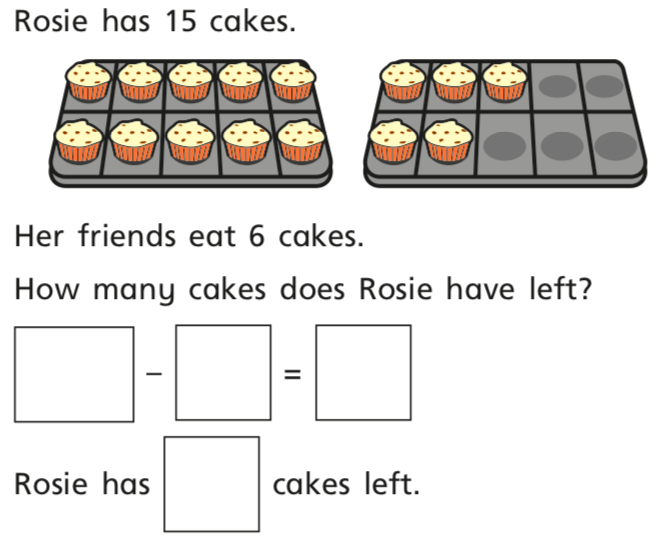 Rosie has 15 cakes.
Her friends eat 6 cakes.
How many cakes does Rosie have left?
– =
Rosie has cakes left.